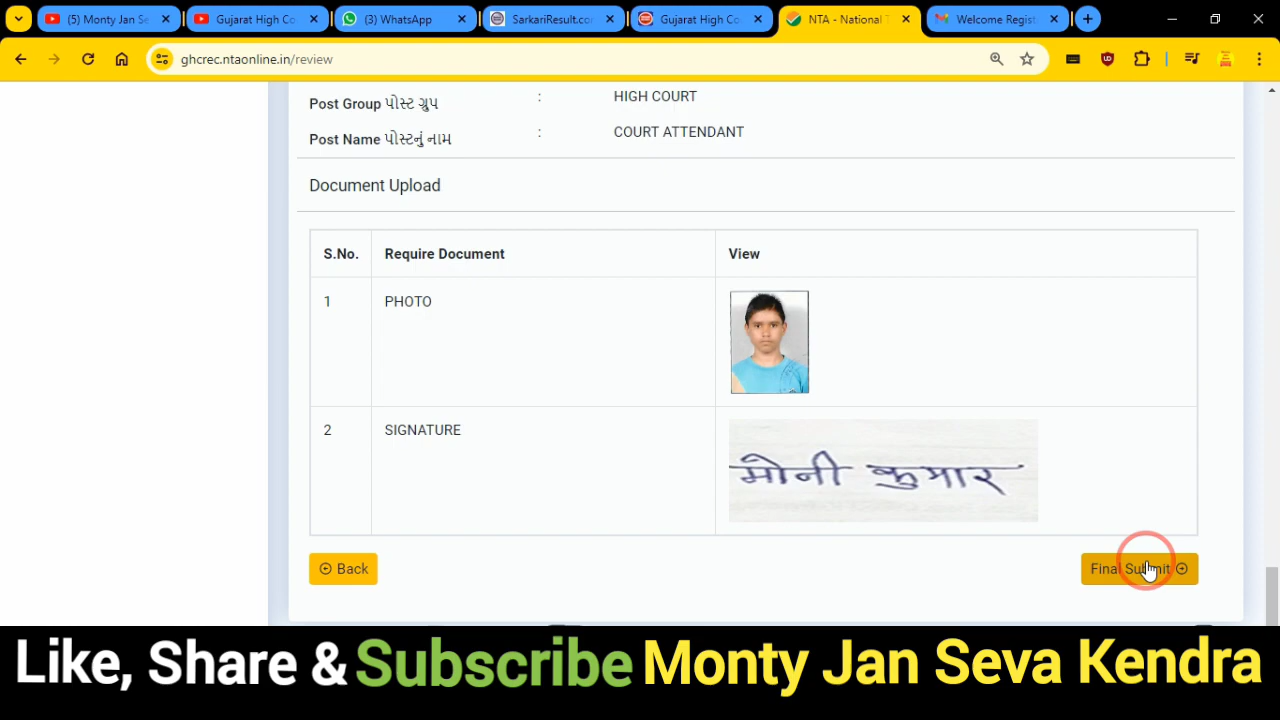 (5) Monty Jan Se
Gujarat High Co
(3) WhatsApp
SarkariResult.com
Gujarat High Co
NTA - National T
Welcome Regist
ghcrec.ntaonline.in/review
Post Group પોસ્ટ ગ્રુપ : HIGH COURT
Post Name પોસ્ટનું નામ : COURT ATTENDANT
Document Upload
S.No. Require Document View
1 PHOTO
2 SIGNATURE मोनी कुमार
Back
Final Submit
Like, Share & Subscribe Monty Jan Seva Kendra